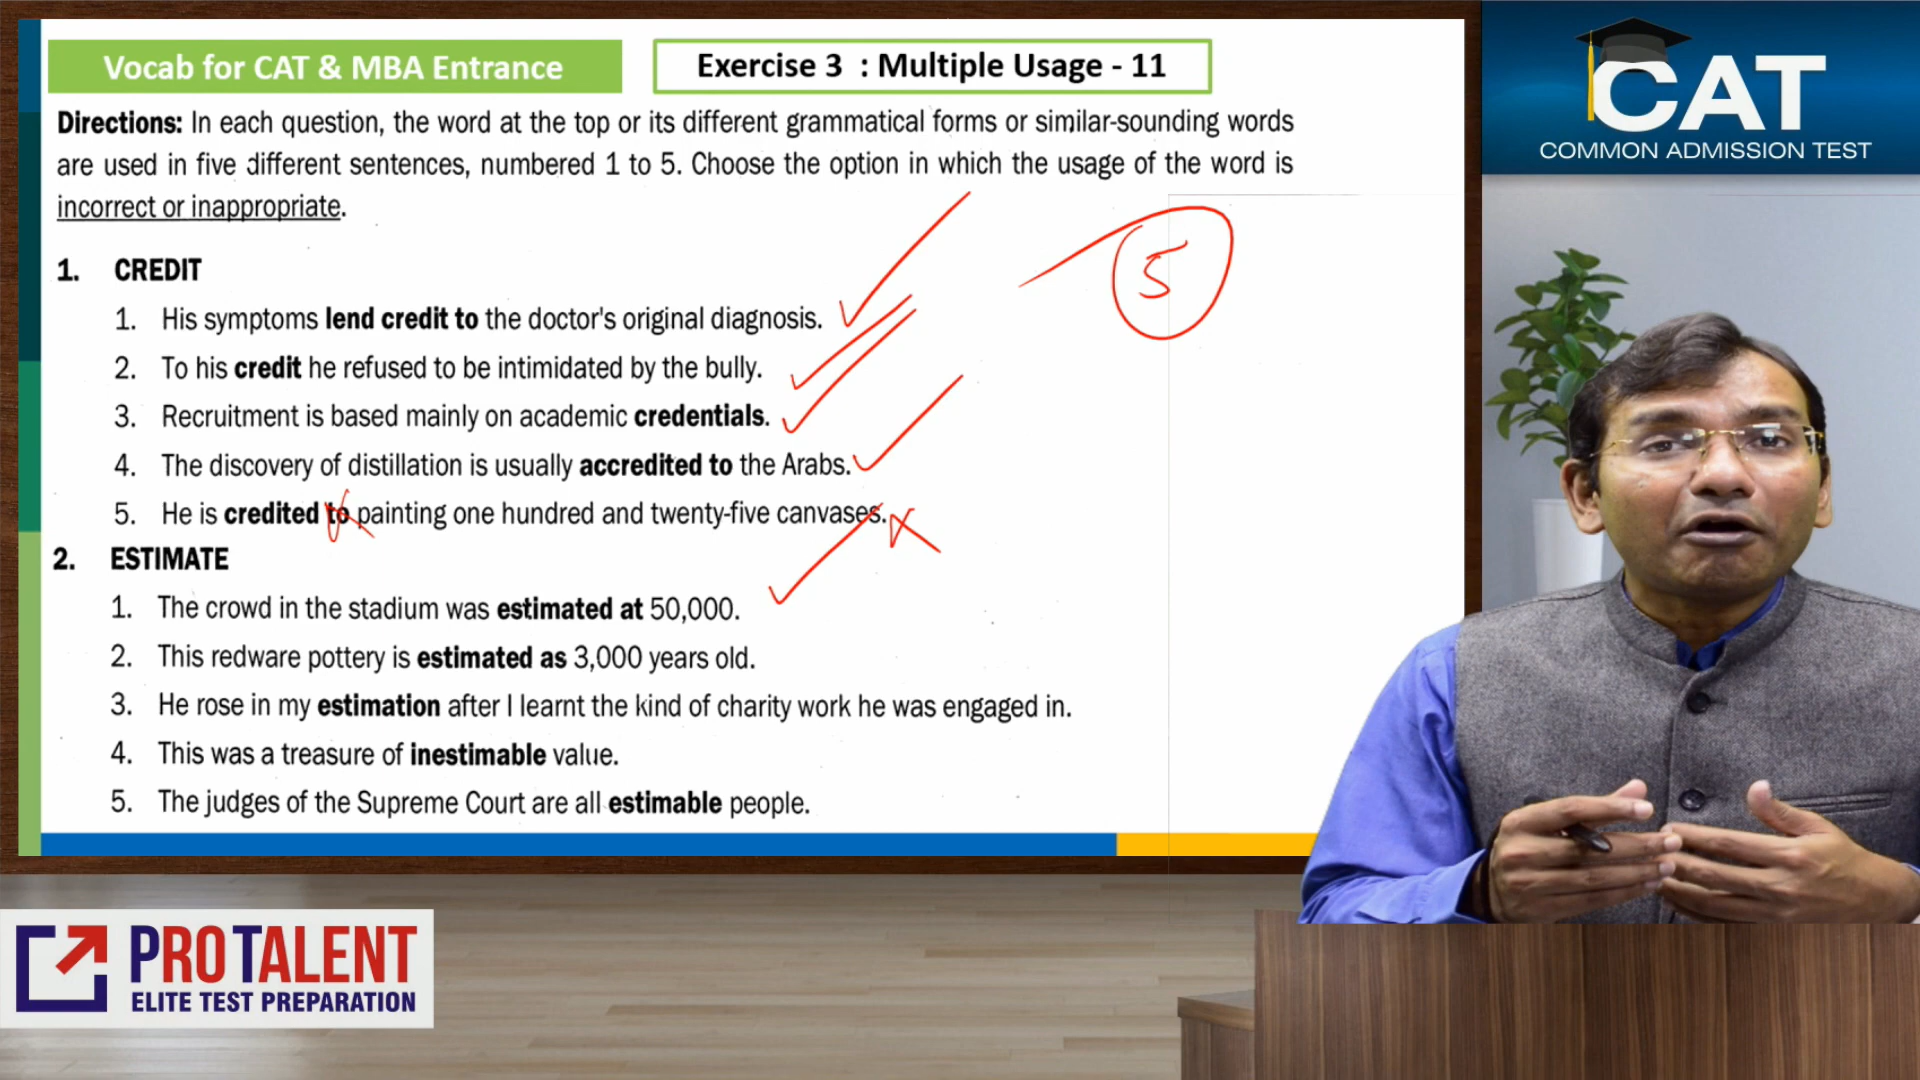 Vocab for CAT & MBA Entrance
Exercise 3 : Multiple Usage - 11
Directions: In each question, the word at the top or its different grammatical forms or similar-sounding words
are used in five different sentences, numbered 1 to 5. Choose the option in which the usage of the word is
incorrect or inappropriate.
1. CREDIT
1. His symptoms lend credit to the doctor's original diagnosis.
2. To his credit he refused to be intimidated by the bully.
3. Recruitment is based mainly on academic credentials.
4. The discovery of distillation is usually accredited to the Arabs.
5. He is credited to painting one hundred and twenty-five canvases.
2. ESTIMATE
1. The crowd in the stadium was estimated at 50,000.
2. This redware pottery is estimated as 3,000 years old.
3. He rose in my estimation after I learnt the kind of charity work he was engaged in.
4. This was a treasure of inestimable value.
5. The judges of the Supreme Court are all estimable people.
5
CAT
COMMON ADMISSION TEST
PROTALENT
ELITE TEST PREPARATION